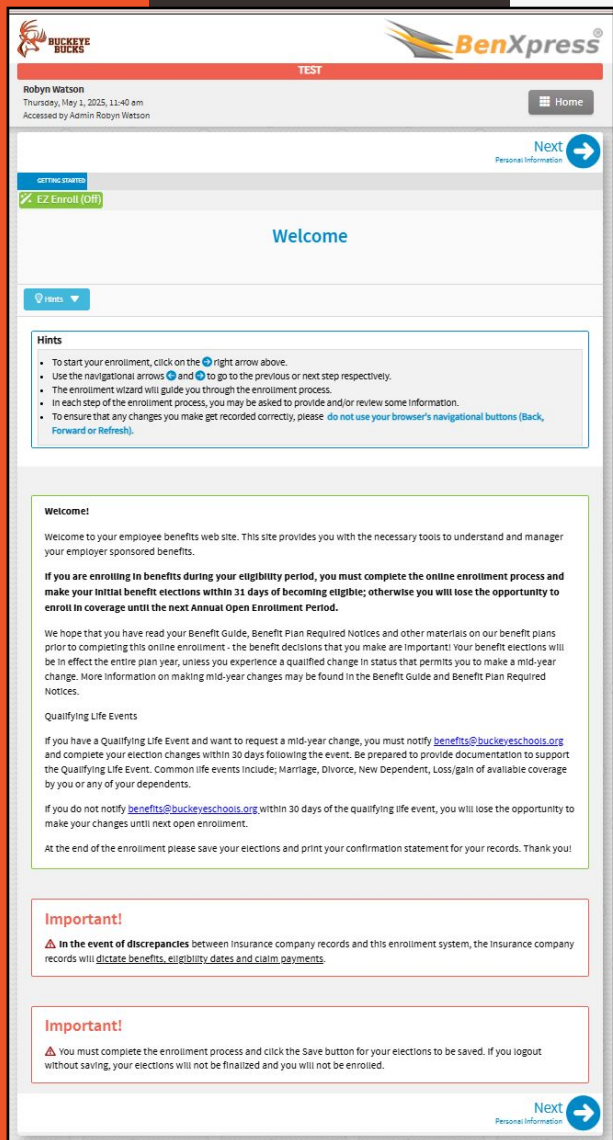 BUCKEYE
BUCKS
BenXpress®
TEST
Robyn Watson
Thursday, May 1, 2025, 11:40 am
Accessed by Admin Robyn Watson
Home
Next
Personal Information
GETTING STARTED
EZ Enroll (Off)
Welcome
Hints
Hints
• To start your enrollment, click on the right arrow above.
• Use the navigational arrows and to go to the previous or next step respectively.
• The enrollment wizard will guide you through the enrollment process.
• In each step of the enrollment process, you may be asked to provide and/or review some information.
• To ensure that any changes you make get recorded correctly, please do not use your browser's navigational buttons (Back,
Forward or Refresh).
Welcome!
Welcome to your employee benefits web site. This site provides you with the necessary tools to understand and manager
your employer sponsored benefits.
If you are enrolling in benefits during your eligibility period, you must complete the online enrollment process and
make your initial benefit elections within 31 days of becoming eligible; otherwise you will lose the opportunity to
enroll in coverage until the next Annual Open Enrollment Period.
We hope that you have read your Benefit Guide, Benefit Plan Required Notices and other materials on our benefit plans
prior to completing this online enrollment - the benefit decisions that you make are important! Your benefit elections will
be in effect the entire plan year, unless you experience a qualified change in status that permits you to make a mid-year
change. More information on making mid-year changes may be found in the Benefit Guide and Benefit Plan Required
Notices.
Qualifying Life Events
If you have a Qualifying Life Event and want to request a mid-year change, you must notify benefits@buckeyeschools.org
and complete your election changes within 30 days following the event. Be prepared to provide documentation to support
the Qualifying Life Event. Common life events include; Marriage, Divorce, New Dependent, Loss/gain of available coverage
by you or any of your dependents.
If you do not notify benefits@buckeyeschools.org within 30 days of the qualifying life event, you will lose the opportunity to
make your changes until next open enrollment.
At the end of the enrollment please save your elections and print your confirmation statement for your records. Thank you!
Important!
In the event of discrepancies between insurance company records and this enrollment system, the insurance company
records will dictate benefits, eligibility dates and claim payments.
Important!
You must complete the enrollment process and click the Save button for your elections to be saved. If you logout
without saving, your elections will not be finalized and you will not be enrolled.
Next
Personal Information